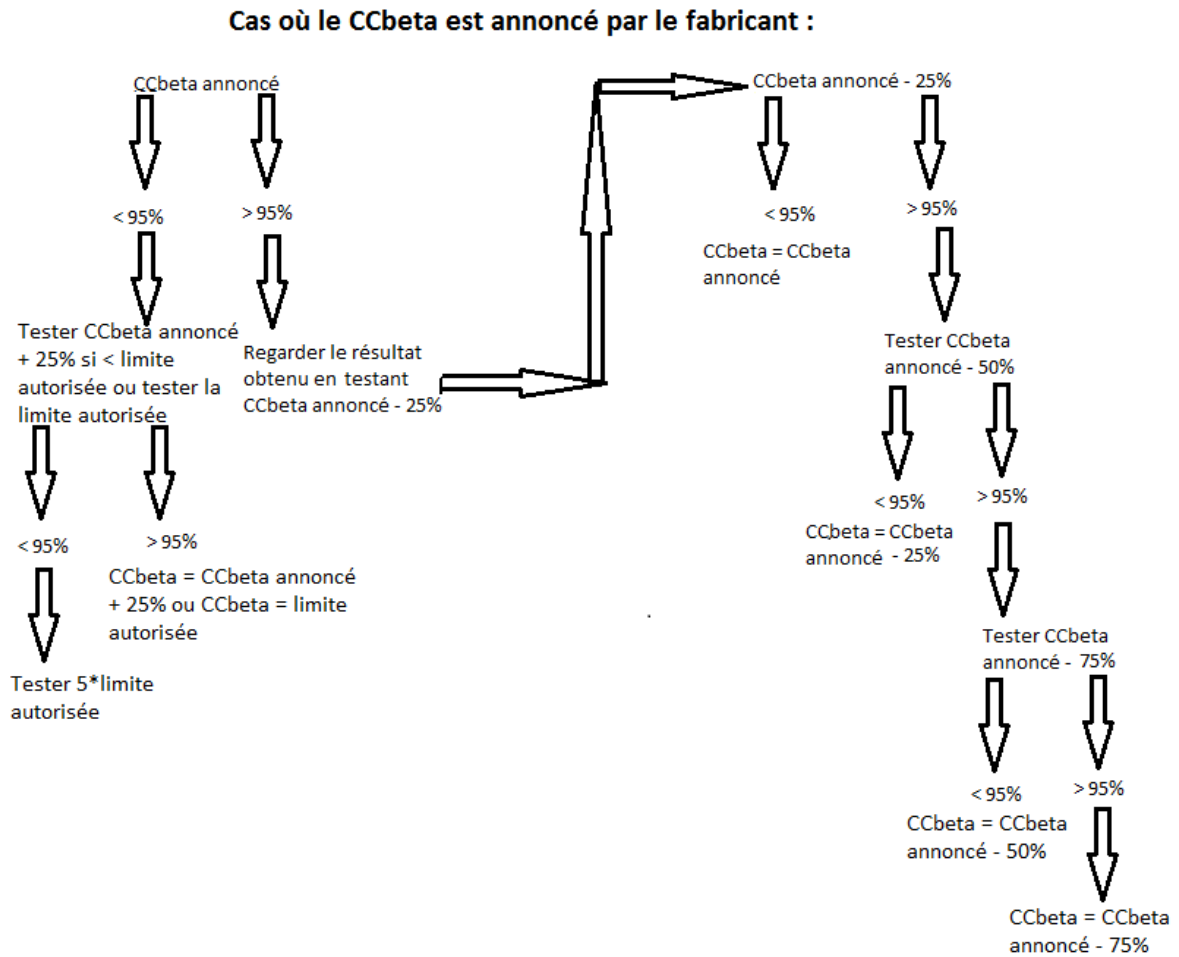 Cas où le CCbeta est annoncé par le fabricant :
CCbeta annoncé
< 95%
> 95%
Tester CCbeta annoncé
+ 25% si < limite
autorisée ou tester la
limite autorisée
Regarder le résultat
obtenu en testant
CCbeta annoncé - 25%
< 95%
> 95%
CCbeta = CCbeta annoncé
+ 25% ou CCbeta = limite
autorisée
Tester 5*limite
autorisée
CCbeta annoncé - 25%
< 95%
> 95%
CCbeta = CCbeta
annoncé
Tester CCbeta
annoncé - 50%
< 95%
> 95%
CCbeta = CCbeta
annoncé - 25%
Tester CCbeta
annoncé - 75%
< 95%
> 95%
CCbeta = CCbeta
annoncé - 50%
CCbeta = CCbeta
annoncé - 75%